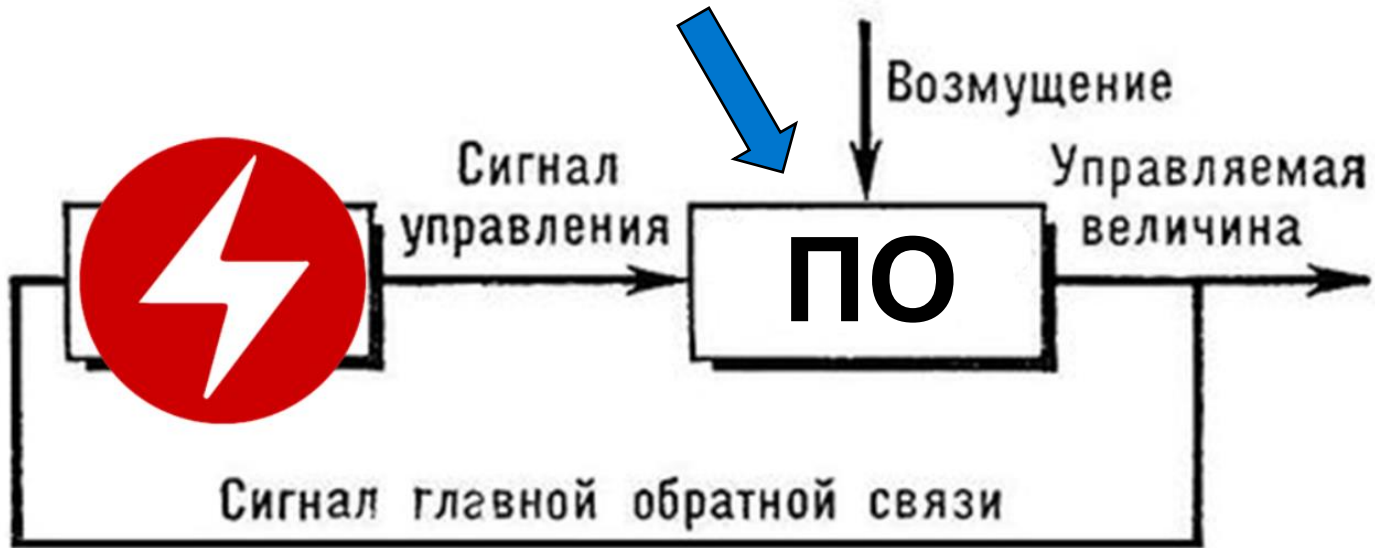 Возмущение
Сигнал
управления
ПО
Управляемая
величина
Сигнал главной обратной связи